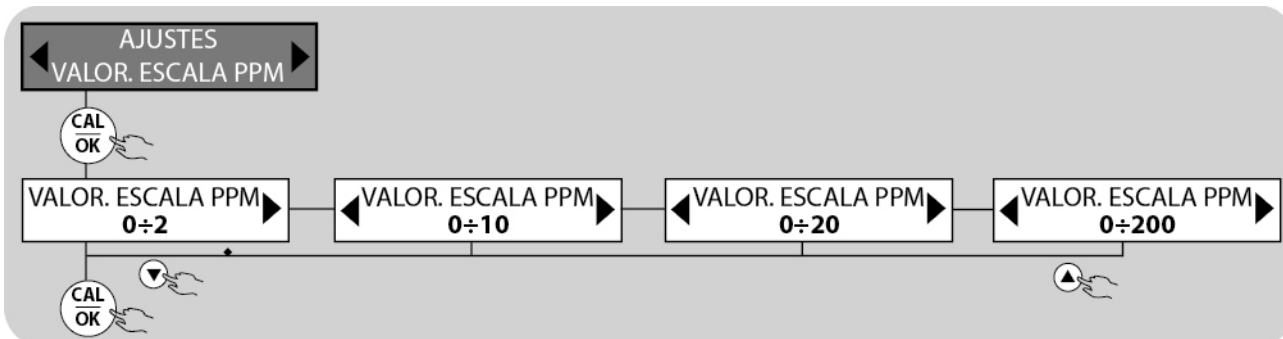 AJUSTES
VALOR. ESCALA PPM
CAL
OK
VALOR. ESCALA PPM
0÷2
VALOR. ESCALA PPM
0÷10
VALOR. ESCALA PPM
0÷20
VALOR. ESCALA PPM
0÷200
CAL
OK